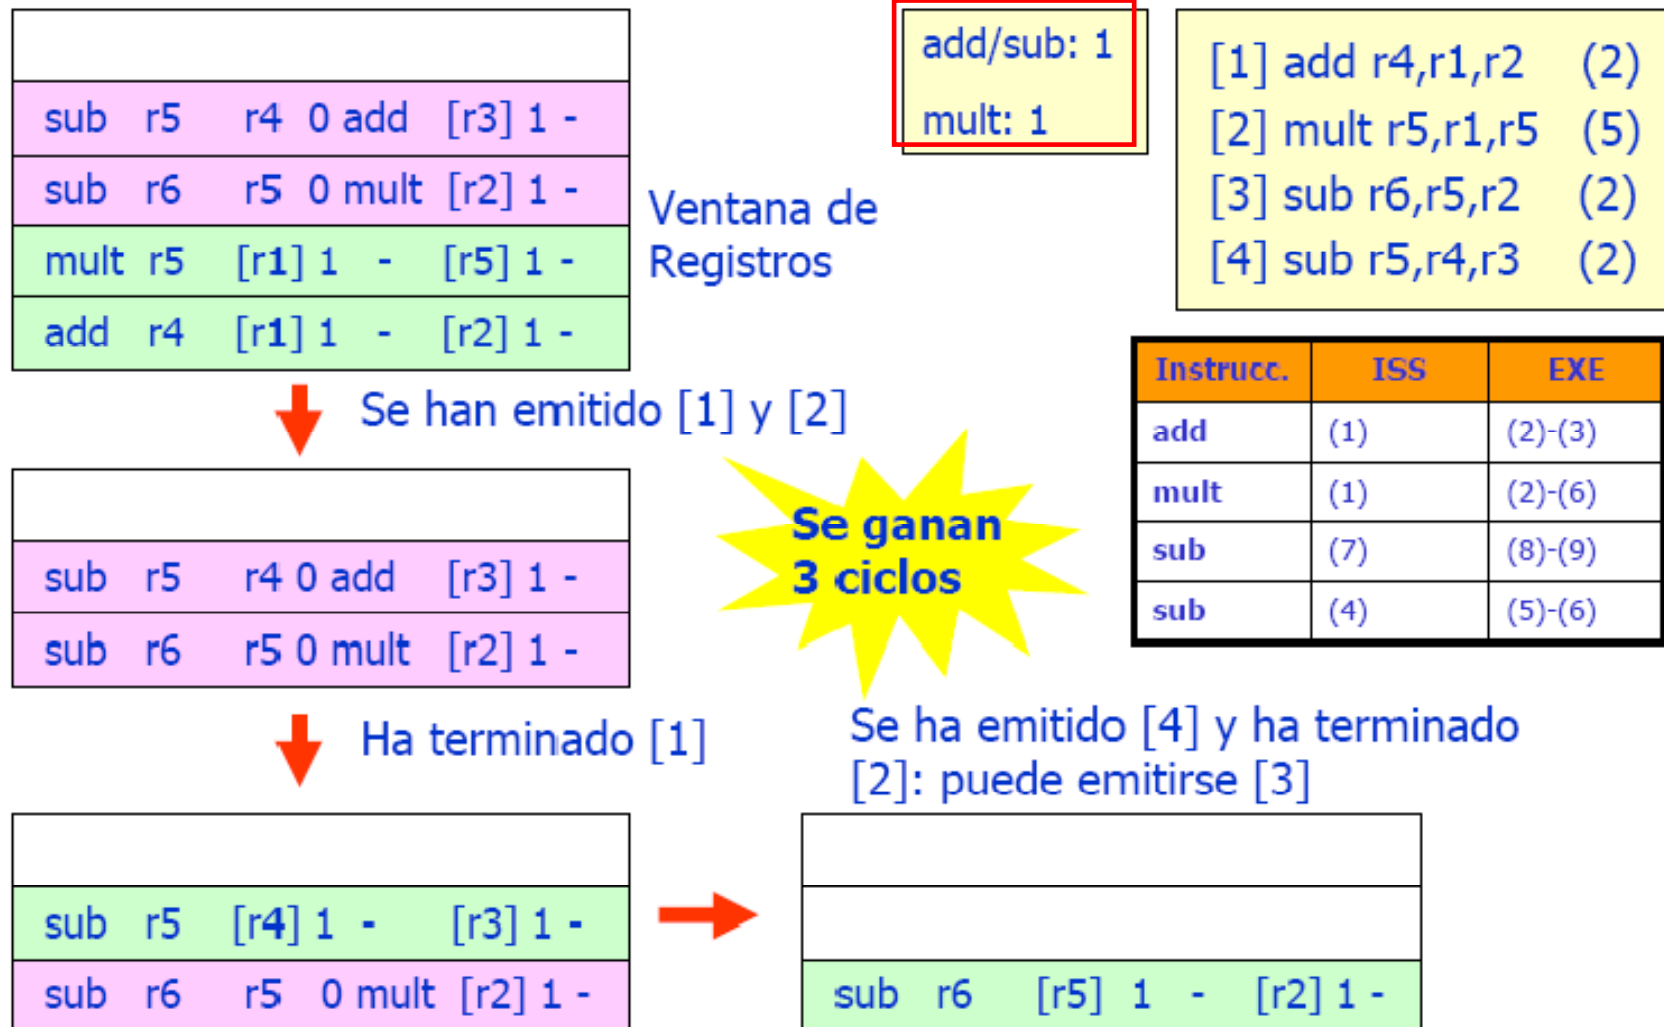 sub r5 r4 0 add [r3] 1 -
sub r6 r5 0 mult [r2] 1 -
mult r5 [r1] 1 - [r5] 1 -
add r4 [r1] 1 - [r2] 1 -
Ventana de
Registros
add/sub: 1
mult: 1
[1] add r4,r1,r2 (2)
[2] mult r5,r1,r5 (5)
[3] sub r6,r5,r2 (2)
[4] sub r5,r4,r3 (2)
Se han emitido [1] y [2]
Instrucc. ISS EXE
add (1) (2)-(3)
mult (1) (2)-(6)
sub (7) (8)-(9)
sub (4) (5)-(6)
sub r5 r4 0 add [r3] 1 -
sub r6 r5 0 mult [r2] 1 -
Se ganan
3 ciclos
Ha terminado [1]
Se ha emitido [4] y ha terminado
[2]: puede emitirse [3]
sub r5 [r4] 1 - [r3] 1 -
sub r6 r5 0 mult [r2] 1 -
sub r6 [r5] 1 - [r2] 1 -